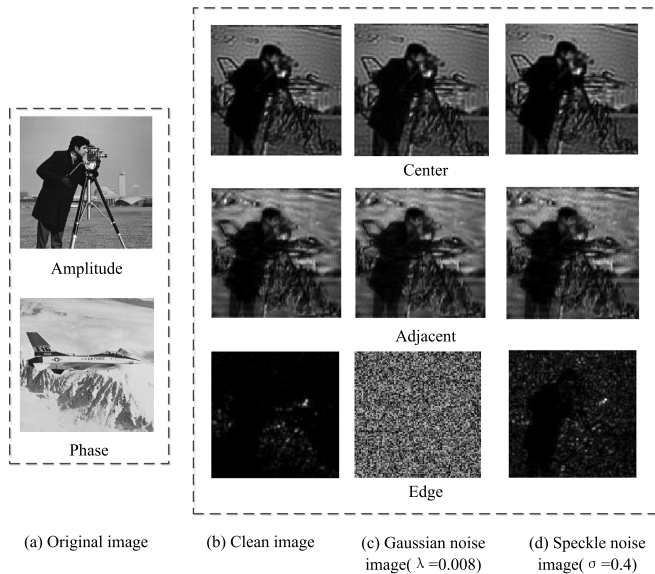 Amplitude
Phase
Center
Adjacent
Edge
(a) Original image
(b) Clean image
(c) Gaussian noise
image( λ=0.008)
(d) Speckle noise
image( σ=0.4)